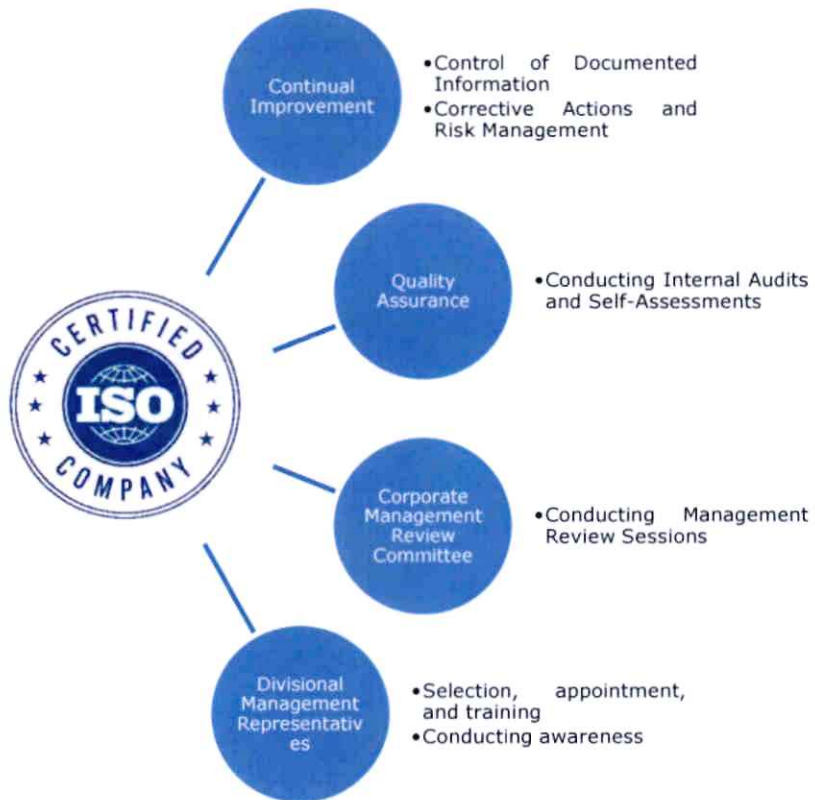 Continual
Improvement
•Control of Documented
Information
•Corrective Actions and
Risk Management
Quality
Assurance
•Conducting Internal Audits
and Self-Assessments
CERTIFIED
ISO
COMPANY
Corporate
Management
Review
Committee
•Conducting Management
Review Sessions
Divisional
Management
Representativ
es
•Selection, appointment,
and training
•Conducting awareness